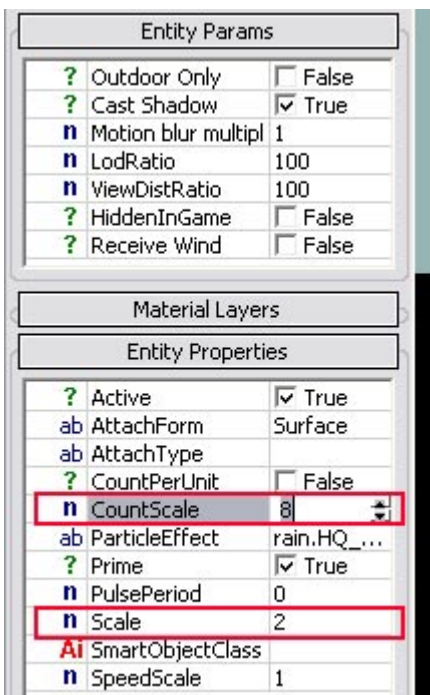 Entity Params
? Outdoor Only False
? Cast Shadow True
n Motion blur multipl 1
n LodRatio 100
n ViewDistRatio 100
? HiddenInGame False
? Receive Wind False
Material Layers
Entity Properties
? Active True
ab AttachForm Surface
ab AttachType
? CountPerUnit False
n CountScale 8
ab ParticleEffect rain.HQ_...
? Prime True
n PulsePeriod 0
n Scale 2
Ai SmartObjectClass
n SpeedScale 1